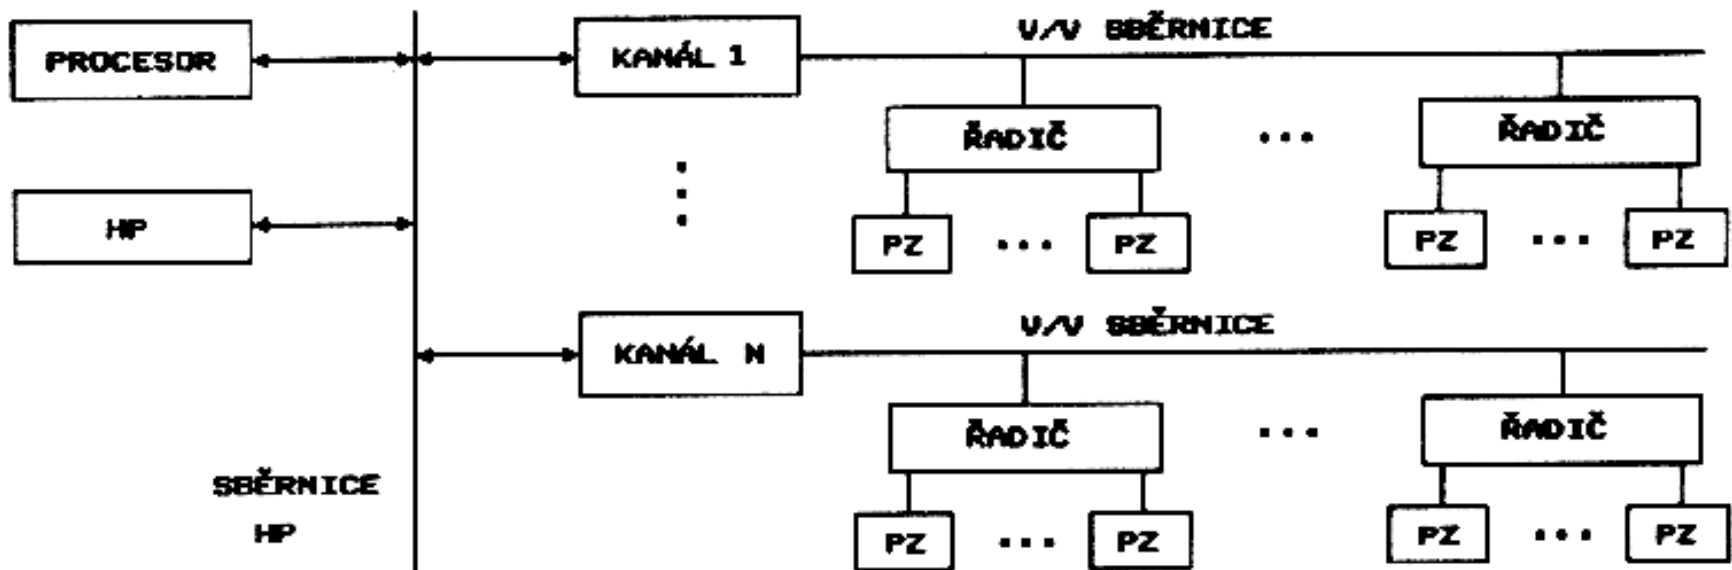 V/V SBĚRNICE
PROCESOR
KANÁL 1
ŘADIČ
...
ŘADIČ
HP
PZ
...
PZ
PZ
...
PZ
V/V SBĚRNICE
KANÁL N
ŘADIČ
...
ŘADIČ
SBĚRNICE
HP
PZ
...
PZ
PZ
...
PZ